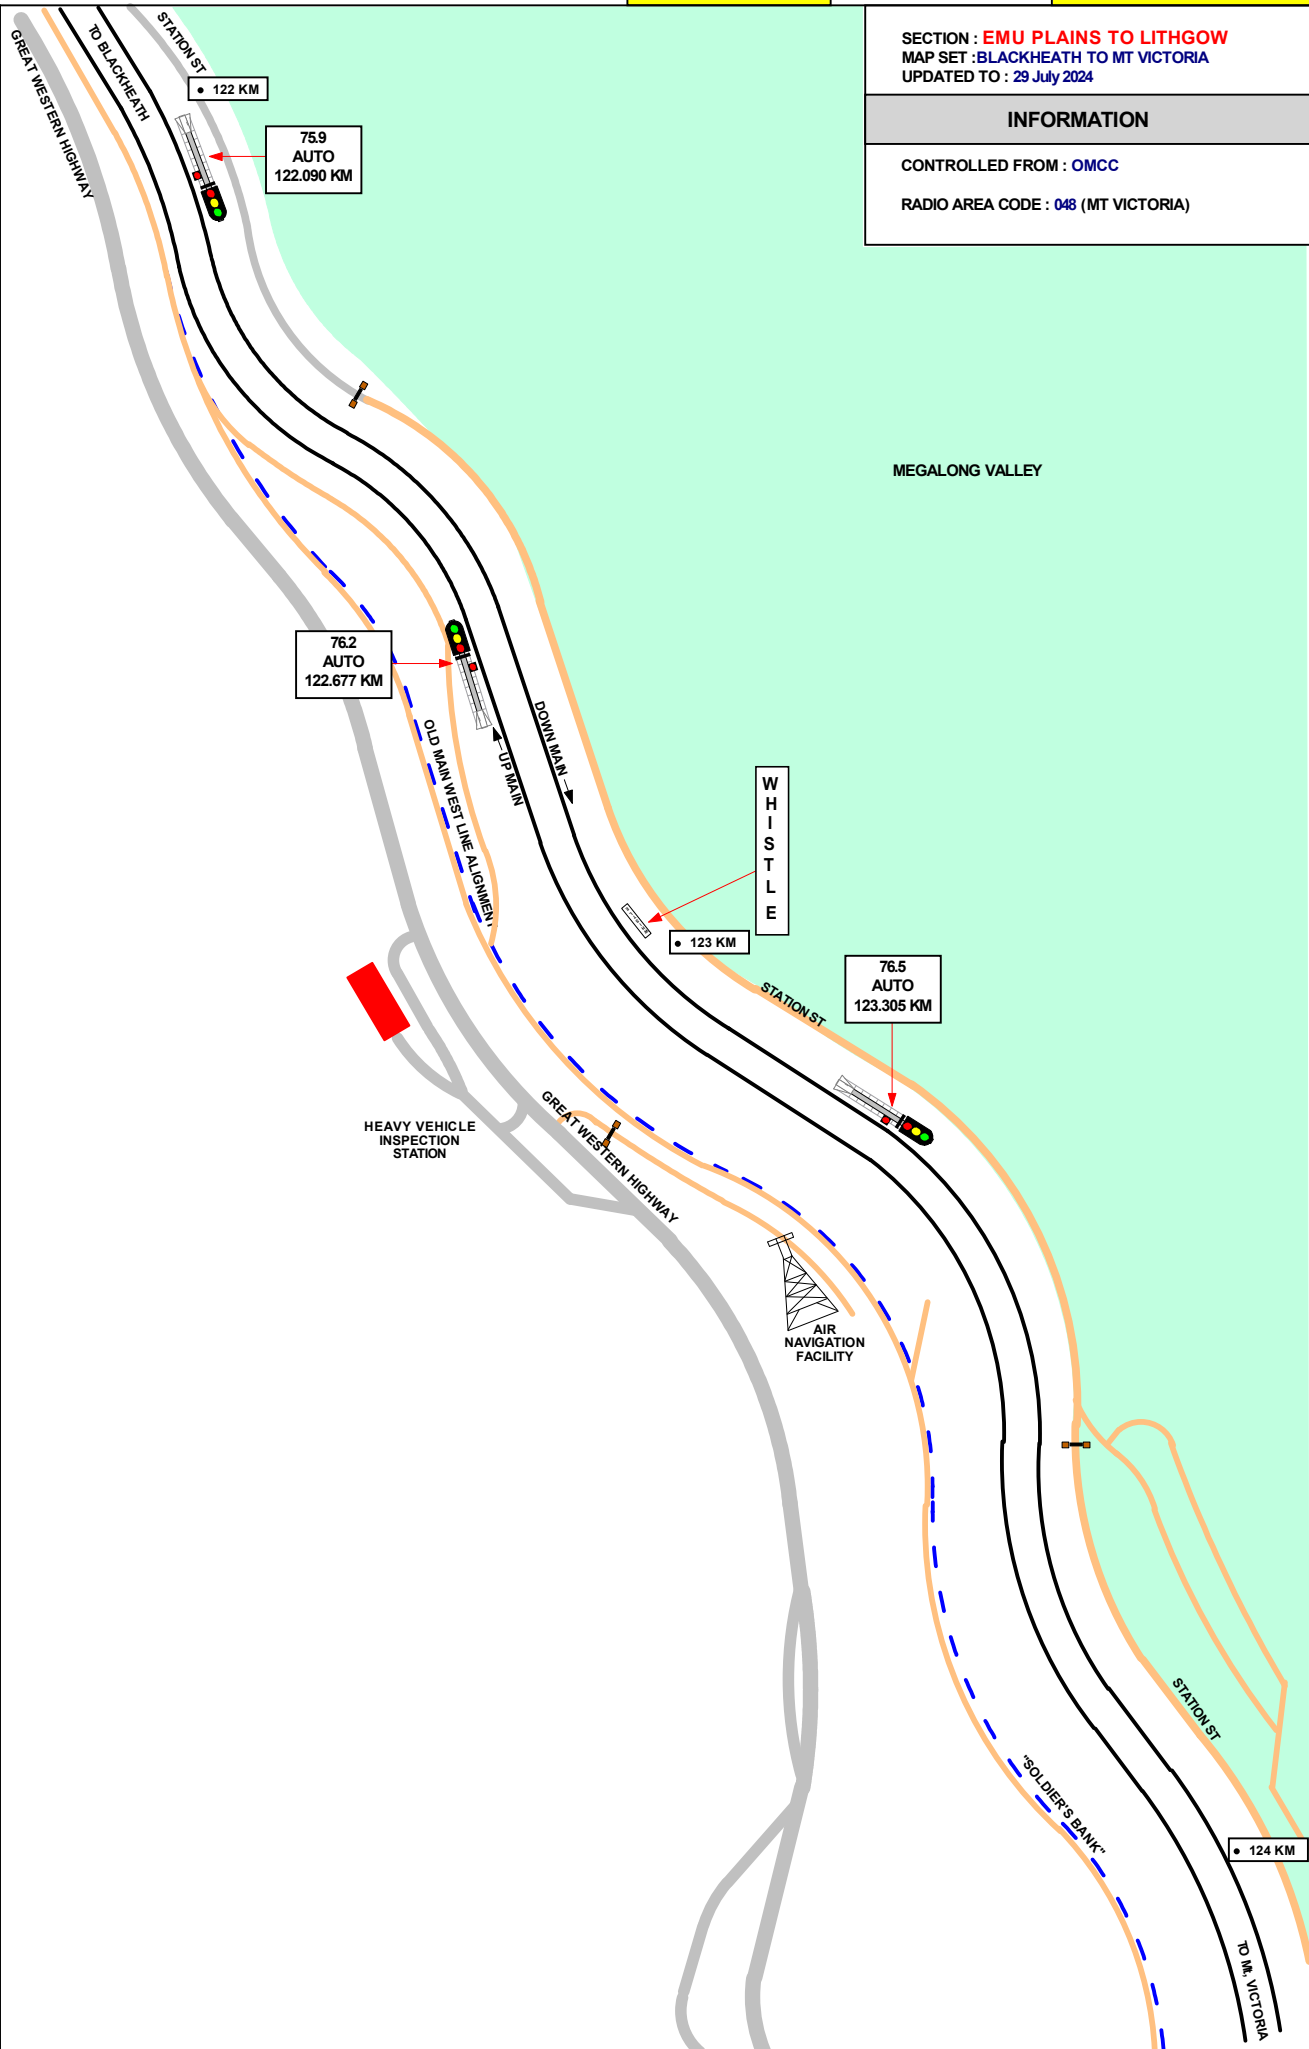 SECTION : EMU PLAINS TO LITHGOW
MAP SET :BLACKHEATH TO MT VICTORIA
UPDATED TO : 29 July 2024
INFORMATION
CONTROLLED FROM : OMCC
RADIO AREA CODE : 048 (MT VICTORIA)
GREAT WESTERN HIGHWAY
TO BLACKHEATH
STATION ST
122 KM
75.9
AUTO
122.090 KM
MEGALONG VALLEY
76.2
AUTO
122.677 KM
OLD MAIN WEST LINE ALIGNMENT
UP MAIN
DOWN MAIN
W
H
I
S
T
L
E
123 KM
STATION ST
76.5
AUTO
123.305 KM
HEAVY VEHICLE
INSPECTION
STATION
GREAT WESTERN HIGHWAY
AIR
NAVIGATION
FACILITY
STATION ST
"SOLDIER'S BANK"
124 KM
TO Mt, VICTORIA